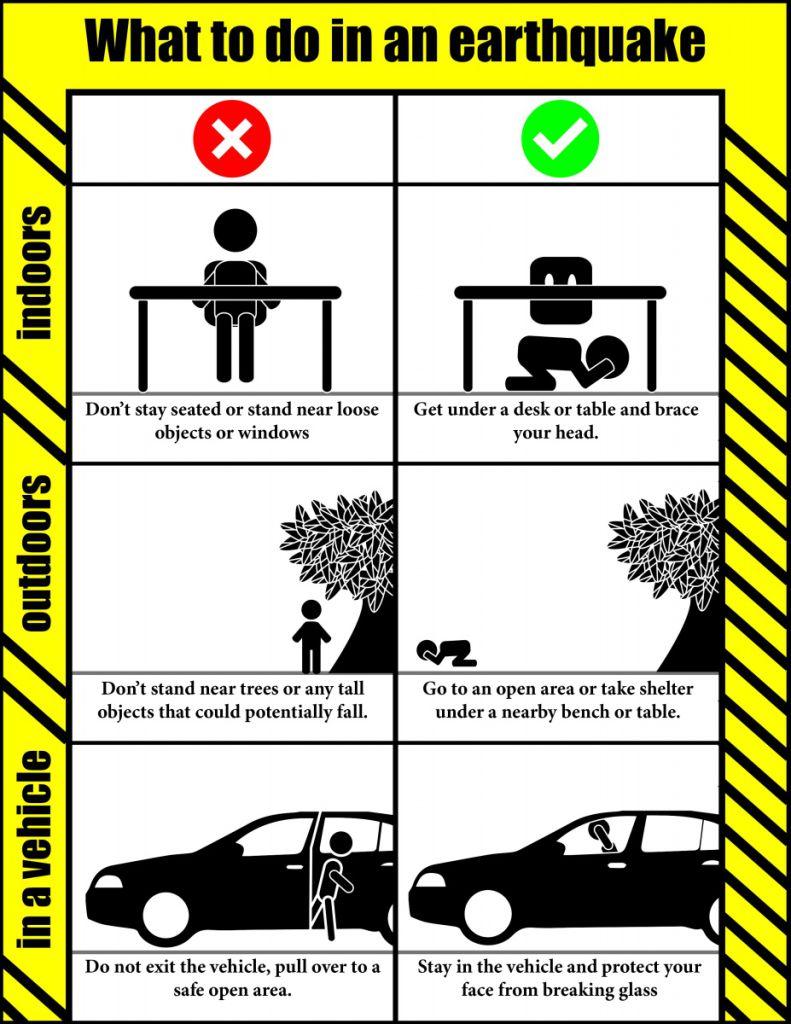 What to do in an earthquake
indoors
Don't stay seated or stand near loose
objects or windows
Get under a desk or table and brace
your head.
outdoors
Don't stand near trees or any tall
objects that could potentially fall.
Go to an open area or take shelter
under a nearby bench or table.
in a vehicle
Do not exit the vehicle, pull over to a
safe open area.
Stay in the vehicle and protect your
face from breaking glass